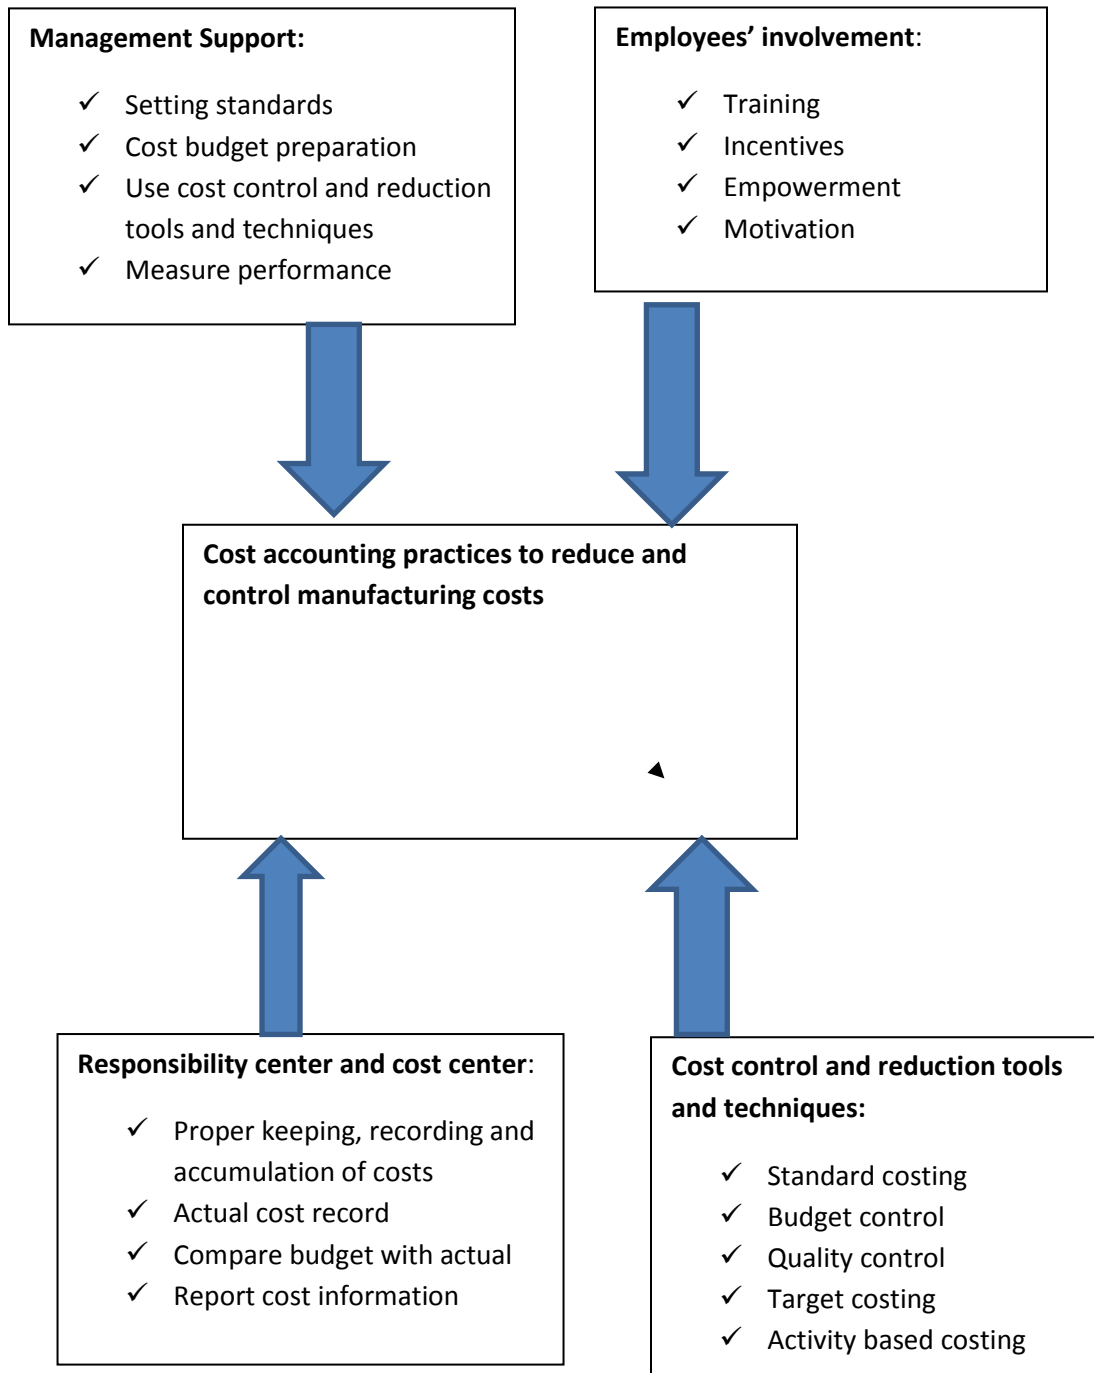 Management Support:
✓ Setting standards
✓ Cost budget preparation
✓ Use cost control and reduction
tools and techniques
✓ Measure performance
Employees’ involvement:
✓ Training
✓ Incentives
✓ Empowerment
✓ Motivation
Cost accounting practices to reduce and
control manufacturing costs
Responsibility center and cost center:
✓ Proper keeping, recording and
accumulation of costs
✓ Actual cost record
✓ Compare budget with actual
✓ Report cost information
Cost control and reduction tools
and techniques:
✓ Standard costing
✓ Budget control
✓ Quality control
✓ Target costing
✓ Activity based costing